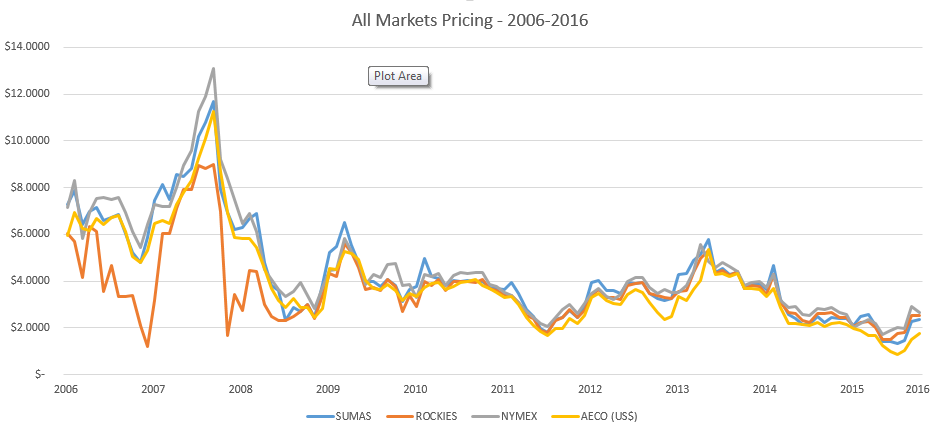 All Markets Pricing - 2006-2016
$14.0000
Plot Area
$12.0000
$10.0000
$8.0000
$6.0000
$4.0000
$2.0000
$-
2006 2007 2008 2009 2010 2011 2012 2013 2014 2015 2016
SUMAS ROCKIES NYMEX AECO (US$)